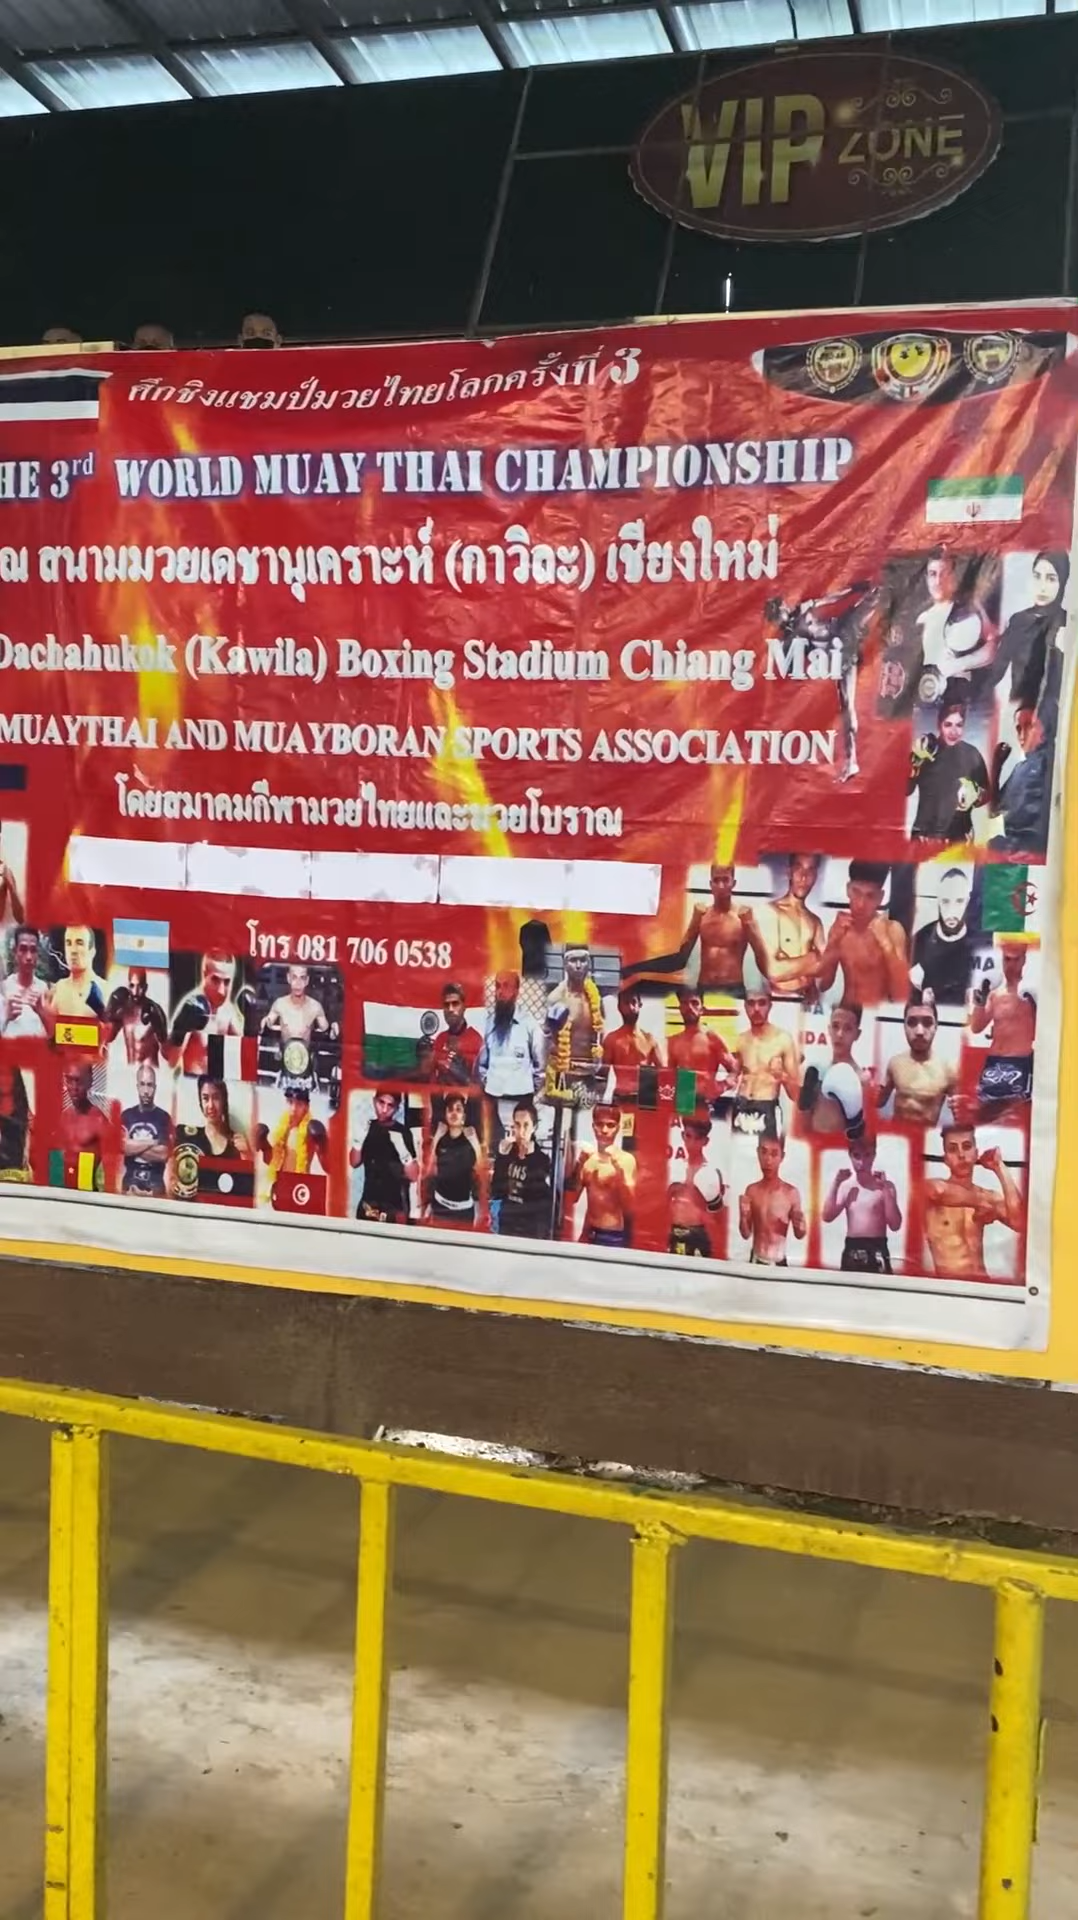 VIP ZONE
ศึกชิงแชมป์มวยไทยโลกครั้งที่ 3
HE 3rd WORLD MUAY THAI CHAMPIONSHIP
ณ สนามมวยเดชานุเคราะห์ (กาวิละ) เชียงใหม่
Dachahukok (Kawila) Boxing Stadium Chiang Mai
MUAYTHAI AND MUAYBORAN SPORTS ASSOCIATION
โดยสมาคมกีฬามวยไทยและมวยโบราณ
โทร 081 706 0538